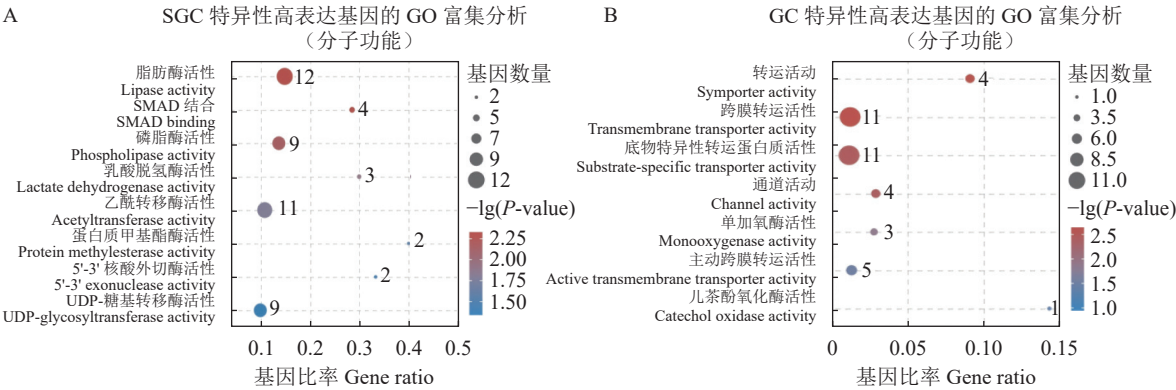 A
SGC 特异性高表达基因的 GO 富集分析
（分子功能）
脂肪酶活性
Lipase activity
SMAD 结合
SMAD binding
磷脂酶活性
Phospholipase activity
乳酸脱氢酶活性
Lactate dehydrogenase activity
乙酰转移酶活性
Acetyltransferase activity
蛋白质甲基酯酶活性
Protein methylesterase activity
5'-3' 核酸外切酶活性
5'-3' exonuclease activity
UDP-糖基转移酶活性
UDP-glycosyltransferase activity
12
4
9
3
11
2
2
9
0.1 0.2 0.3 0.4 0.5
基因比率 Gene ratio
基因数量
2
5
7
9
12
−lg(P-value)
2.25
2.00
1.75
1.50
B
GC 特异性高表达基因的 GO 富集分析
（分子功能）
转运活动
Symporter activity
跨膜转运活性
Transmembrane transporter activity
底物特异性转运蛋白质活性
Substrate-specific transporter activity
通道活动
Channel activity
单加氧酶活性
Monooxygenase activity
主动跨膜转运活性
Active transmembrane transporter activity
儿茶酚氧化酶活性
Catechol oxidase activity
4
11
11
4
3
5
1
0 0.05 0.10 0.15
基因比率 Gene ratio
基因数量
1.0
3.5
6.0
8.5
11.0
−lg(P-value)
2.5
2.0
1.5
1.0